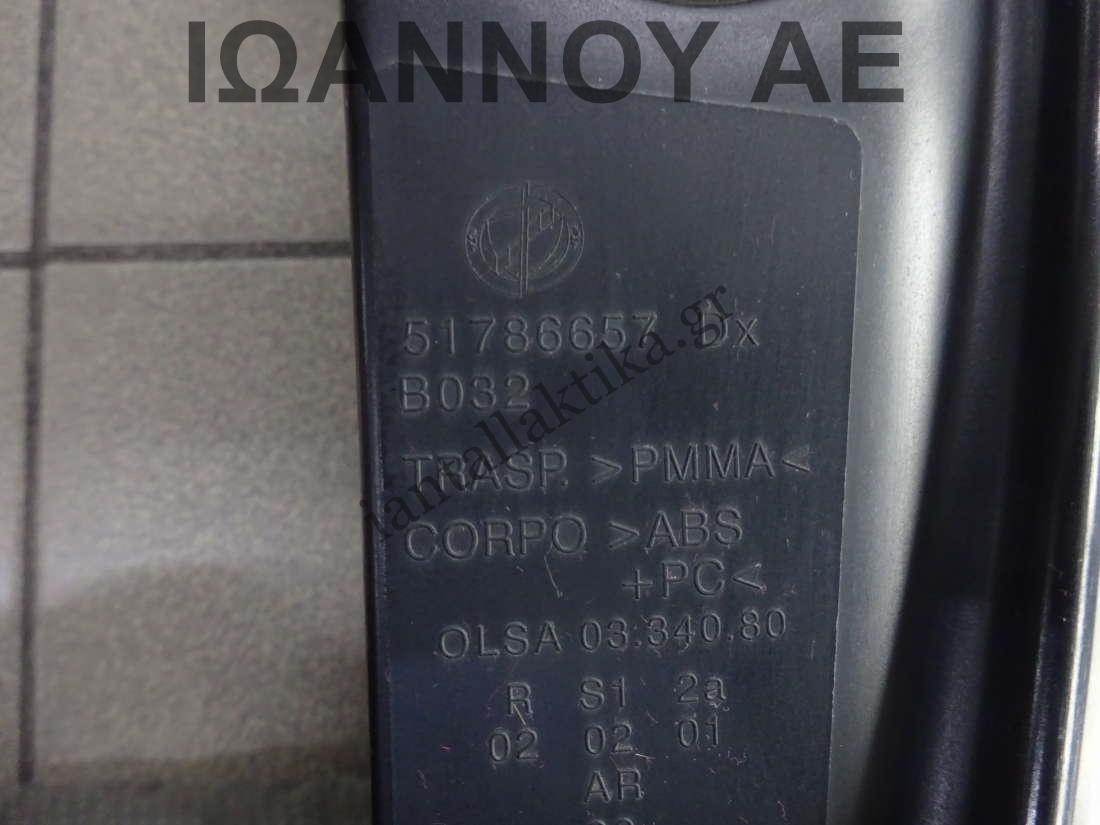 ΙΩΑΝΝΟΥ ΑΕ
51786657 Dx
B032
TRASP. >PMMA<
CORPO >ABS
+PC<
OLSA 03.340.80
R S1 2a
02 02 01
AR
iantallaktika.gr